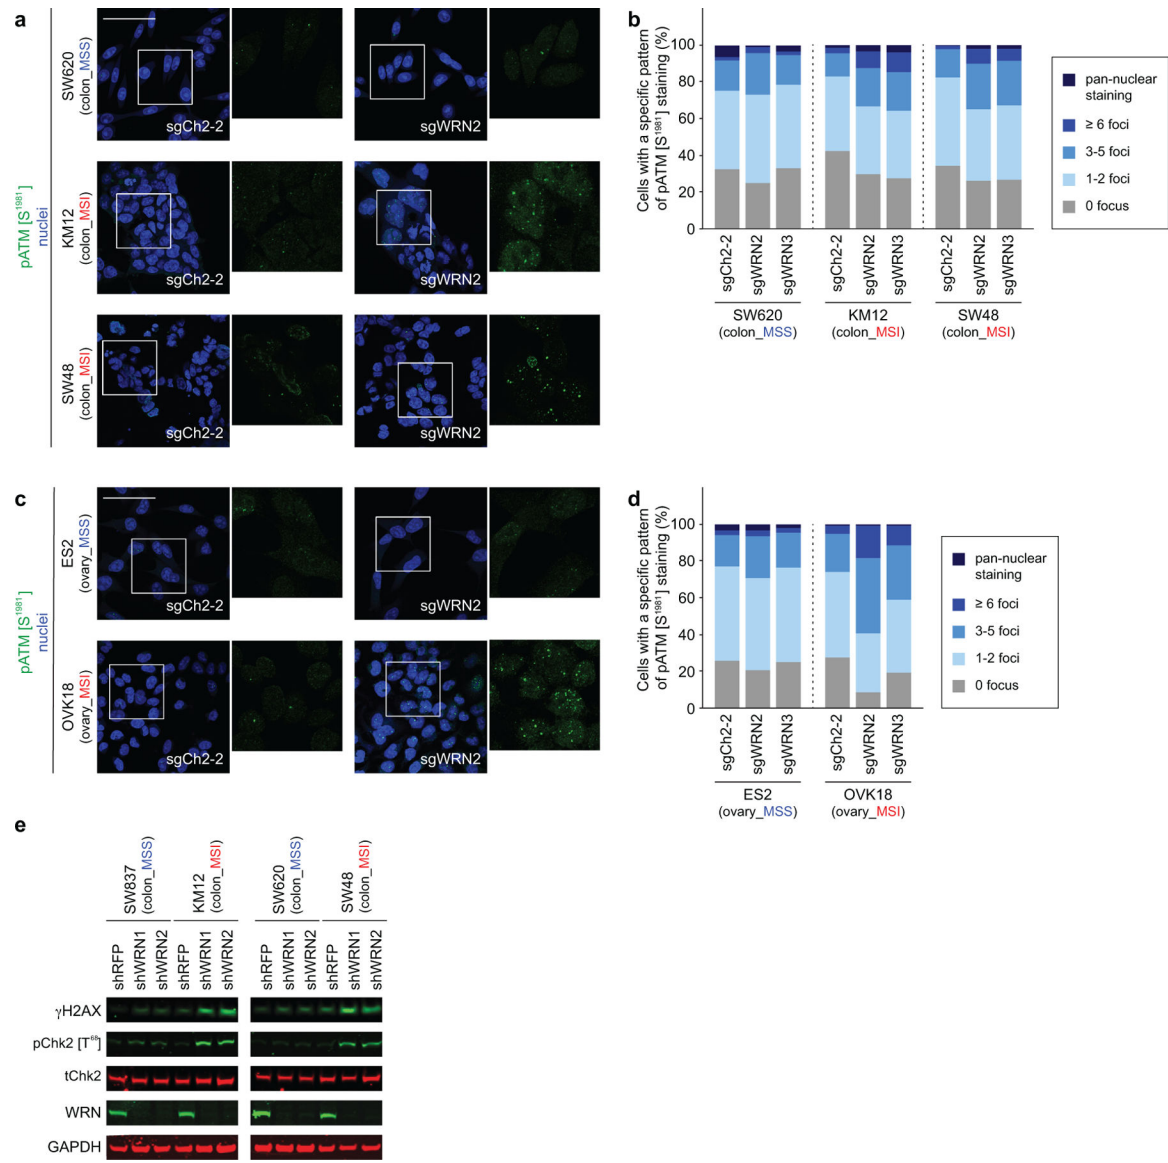 a
pATM [S1981]
nuclei
SW620
(colon_MSS)
sgCh2-2
sgWRN2
KM12
(colon_MSI)
sgCh2-2
sgWRN2
SW48
(colon_MSI)
sgCh2-2
sgWRN2
b
Cells with a specific pattern
of pATM [S1981] staining (%)
100
80
60
40
20
0
sgCh2-2
sgWRN2
sgWRN3
sgCh2-2
sgWRN2
sgWRN3
sgCh2-2
sgWRN2
sgWRN3
SW620
(colon_MSS)
KM12
(colon_MSI)
SW48
(colon_MSI)
pan-nuclear
staining
≥ 6 foci
3-5 foci
1-2 foci
0 focus
c
pATM [S1981]
nuclei
ES2
(ovary_MSS)
sgCh2-2
sgWRN2
OVK18
(ovary_MSI)
sgCh2-2
sgWRN2
d
Cells with a specific pattern
of pATM [S1981] staining (%)
100
80
60
40
20
0
sgCh2-2
sgWRN2
sgWRN3
sgCh2-2
sgWRN2
sgWRN3
ES2
(ovary_MSS)
OVK18
(ovary_MSI)
pan-nuclear
staining
≥ 6 foci
3-5 foci
1-2 foci
0 focus
e
SW837
(colon_MSS)
KM12
(colon_MSI)
SW620
(colon_MSS)
SW48
(colon_MSI)
shRFP
shWRN1
shWRN2
shRFP
shWRN1
shWRN2
shRFP
shWRN1
shWRN2
shRFP
shWRN1
shWRN2
γH2AX
pChk2 [T68]
tChk2
WRN
GAPDH